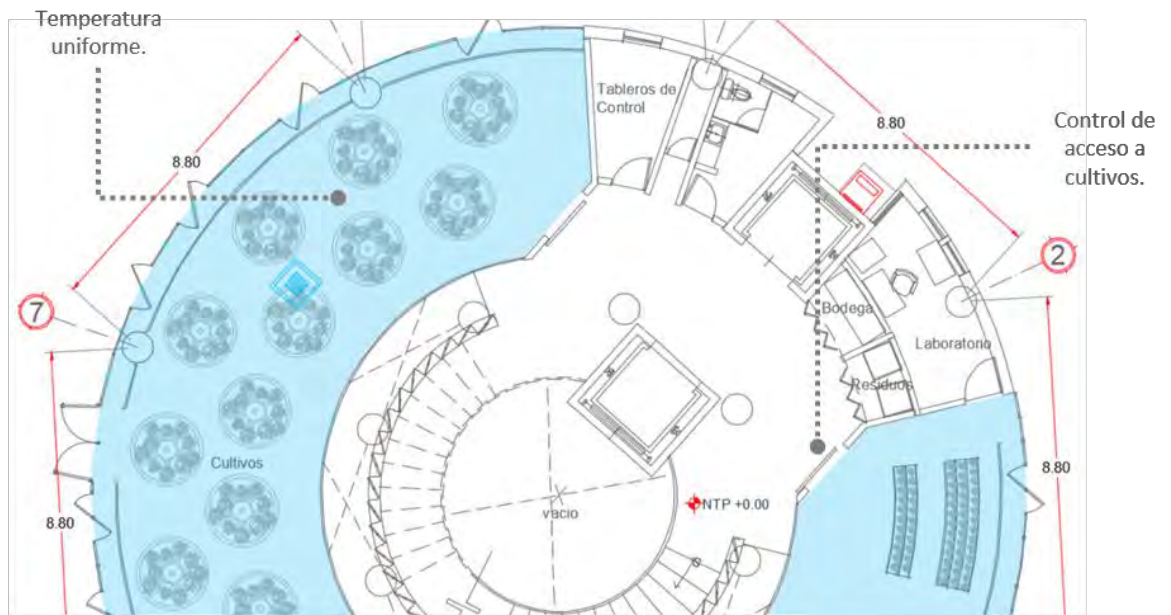 Temperatura
uniforme.
Tableros de
Control
8.80
8.80
Control de
acceso a
cultivos.
2
7
Bodega
Laboratorio
Residuos
Cultivos
8.80
8.80
vacio
NTP +0.00